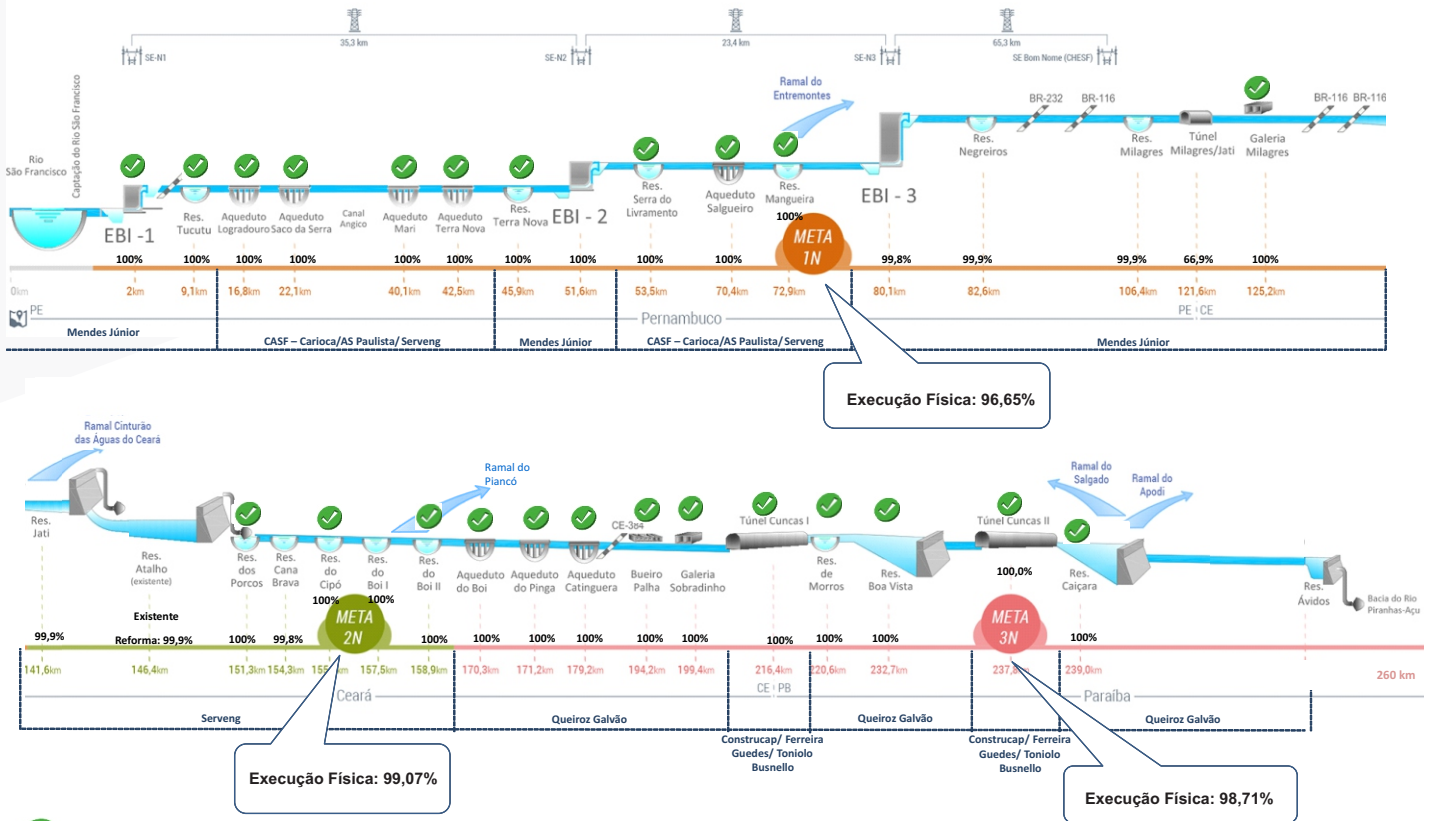 35,3 km
23,4 km
65,3 km
SE-N1
SE-N2
SE-N3
SE Bom Nome (CHESF)
Ramal do
Entremontes
Captação do Rio São Francisco
Rio
São Francisco
BR-232
BR-116
BR-116
BR-116
EBI -1
Res.
Tucutu
Aqueduto
Logradouro
Aqueduto
Saco da Serra
Canal
Angico
Aqueduto
Mari
Aqueduto
Terra Nova
Res.
Terra Nova
EBI - 2
Res.
Serra do
Livramento
Aqueduto
Salgueiro
Res.
Mangueira
EBI - 3
Res.
Negreiros
Res.
Milagres
Túnel
Milagres/Jati
Galeria
Milagres
100%
META
1N
100%
100%
100%
100%
100%
100%
100%
100%
100%
100%
99,8%
99,9%
99,9%
66,9%
100%
0km
2km
9,1km
16,8km
22,1km
40,1km
42,5km
45,9km
51,6km
53,5km
70,4km
72,9km
80,1km
82,6km
106,4km
121,6km
125,2km
PE
Pernambuco
PE CE
Mendes Júnior
CASF – Carioca/AS Paulista/ Serveng
Mendes Júnior
CASF – Carioca/AS Paulista/ Serveng
Mendes Júnior
Execução Física: 96,65%
Ramal Cinturão
das Águas do Ceará
Ramal do
Piancó
Ramal do
Salgado
Ramal do
Apodi
CE-384
Túnel Cuncas I
Túnel Cuncas II
Res.
Jati
Res.
Atalho
(existente)
Res.
dos
Porcos
Res.
Cana
Brava
Res.
do
Cipó
Res.
do
Boi I
Res.
do
Boi II
Aqueduto
do Boi
Aqueduto
do Pinga
Aqueduto
Catinguera
Bueiro
Palha
Galeria
Sobradinho
Res.
de
Morros
Res.
Boa Vista
100,0%
Res.
Caiçara
Res.
Ávidos
Bacia do Rio
Piranhas-Açu
100%
100%
Existente
META
2N
META
3N
99,9%
Reforma: 99,9%
100%
99,8%
100%
100%
100%
100%
100%
100%
100%
100%
100%
100%
141,6km
146,4km
151,3km
154,3km
157,5km
158,9km
170,3km
171,2km
179,2km
194,2km
199,4km
216,4km
220,6km
232,7km
239,0km
260 km
Ceará
CE PB
Paraíba
Serveng
Queiroz Galvão
Construcap/ Ferreira
Guedes/ Toniolo
Busnello
Queiroz Galvão
Construcap/ Ferreira
Guedes/ Toniolo
Busnello
Queiroz Galvão
Execução Física: 99,07%
Execução Física: 98,71%